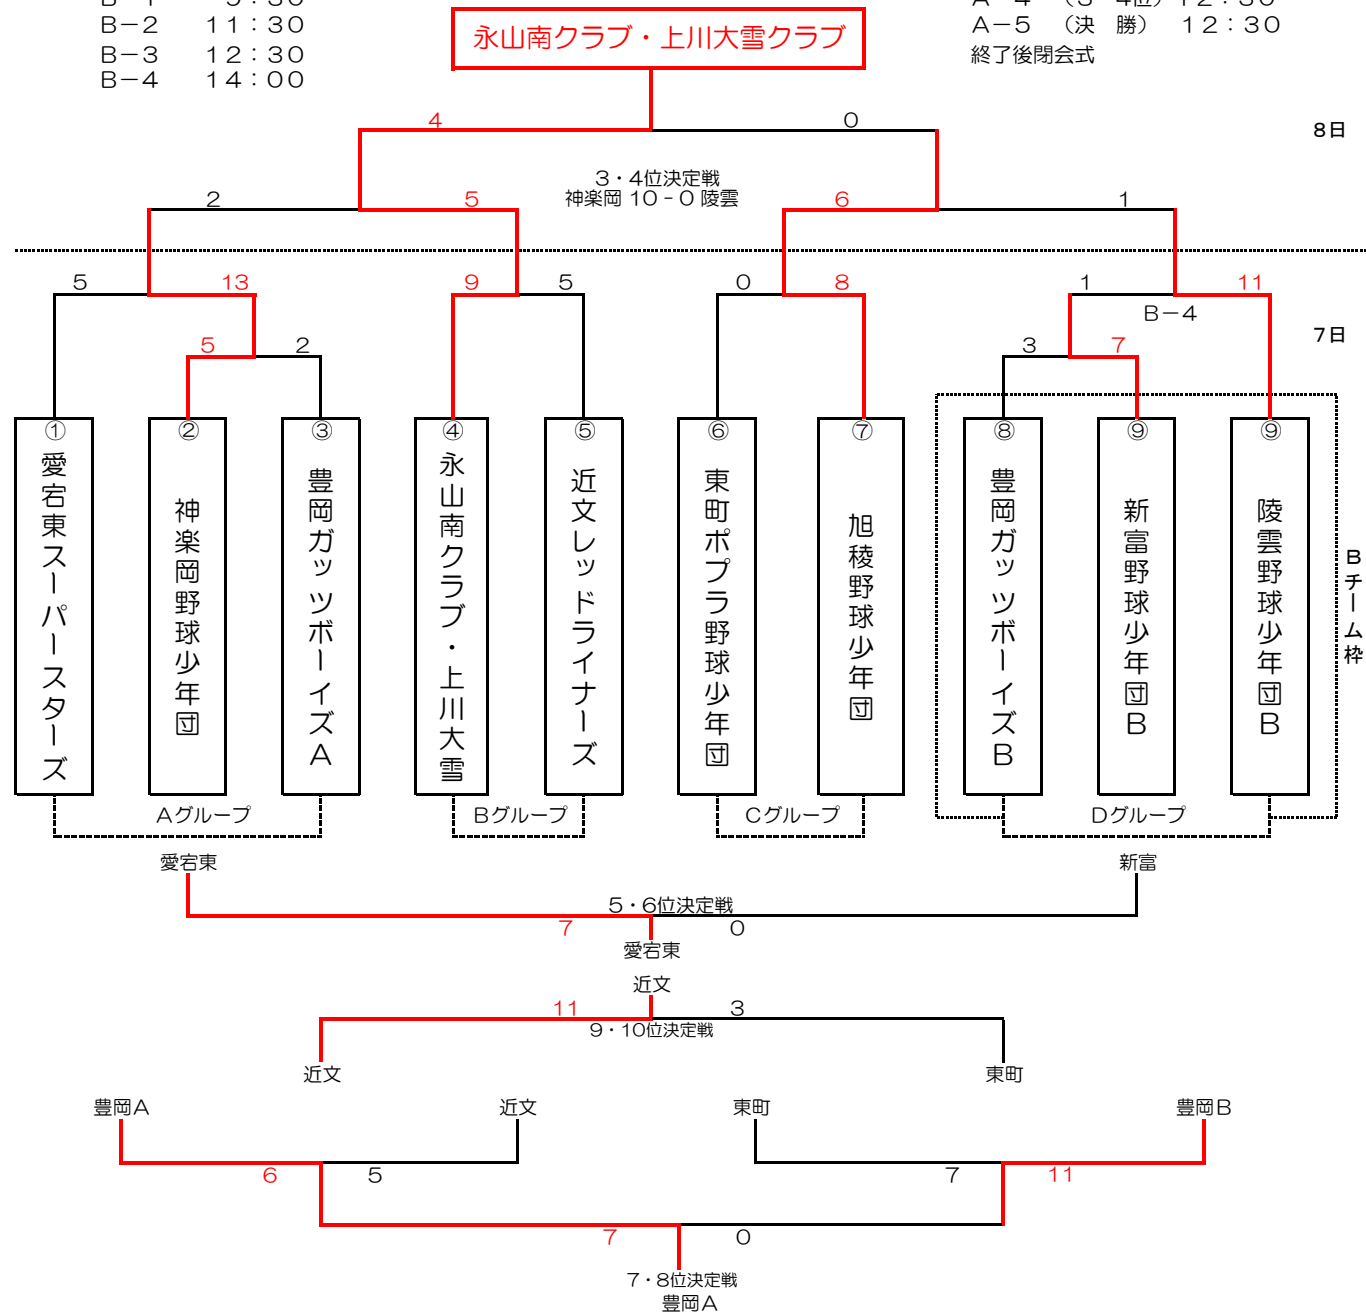 B－1　9：30
B－2　11：30
B－3　12：30
B－4　14：00
A－4　（3　4位）12：30
A－5　（決　勝）　12：30
終了後閉会式
永山南クラブ・上川大雪クラブ
4
0
8日
3・4位決定戦
神楽岡 10－0 陵雲
2
5
6
1
5
13
9
5
0
8
1
11
B－4
7日
5
2
3
7
①愛宕東スーパースターズ
②神楽岡野球少年団
③豊岡ガッツボーイズA
④永山南クラブ・上川大雪
⑤近文レッドライナーズ
⑥東町ポプラ野球少年団
⑦旭稜野球少年団
⑧豊岡ガッツボーイズB
⑨新富野球少年団B
⑨陵雲野球少年団B
Bチーム枠
Aグループ
Bグループ
Cグループ
Dグループ
愛宕東
新富
5・6位決定戦
7
0
愛宕東
近文
11
3
9・10位決定戦
近文
東町
豊岡A
近文
東町
豊岡B
6
5
7
11
7
0
7・8位決定戦
豊岡A